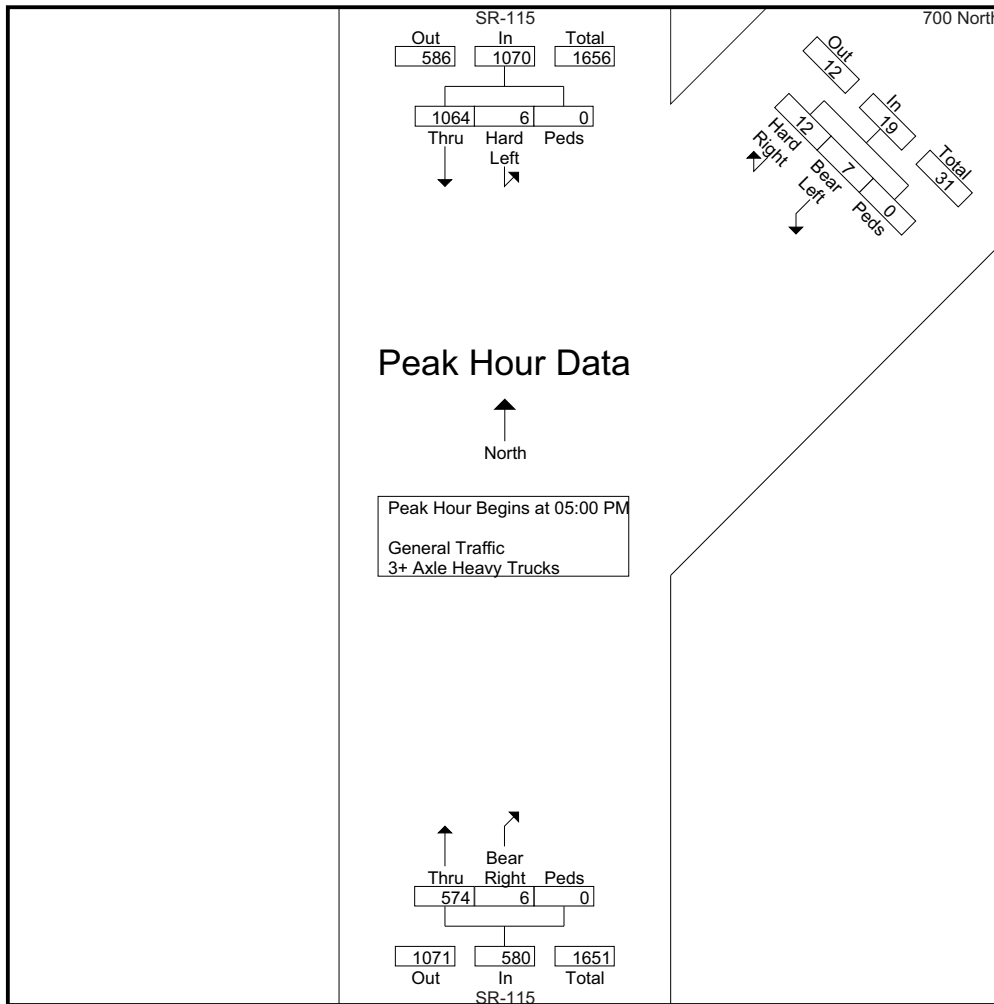 SR-115
Out In Total
586 1070 1656
1064 6 0
Thru Hard Left Peds
700 North
Out
12
In
19
Total
31
12 7 0
Hard Right Bear Left Peds
Peak Hour Data
North
Peak Hour Begins at 05:00 PM
General Traffic
3+ Axle Heavy Trucks
Thru Bear Right Peds
574 6 0
1071 580 1651
Out In Total
SR-115